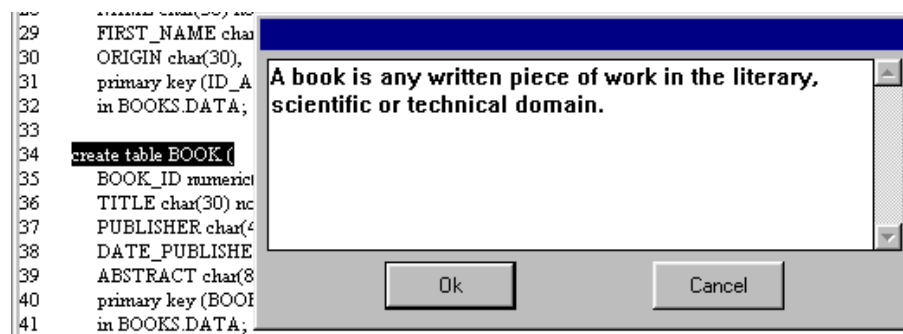 29 FIRST_NAME char
30 ORIGIN char(30),
31 primary key (ID_A
32 in BOOKS.DATA;
33
34 create table BOOK (
35 BOOK_ID numeric(
36 TITLE char(30) no
37 PUBLISHER char(4
38 DATE_PUBLISHE
39 ABSTRACT char(8
40 primary key (BOOK
41 in BOOKS.DATA;
A book is any written piece of work in the literary,
scientific or technical domain.
Ok
Cancel